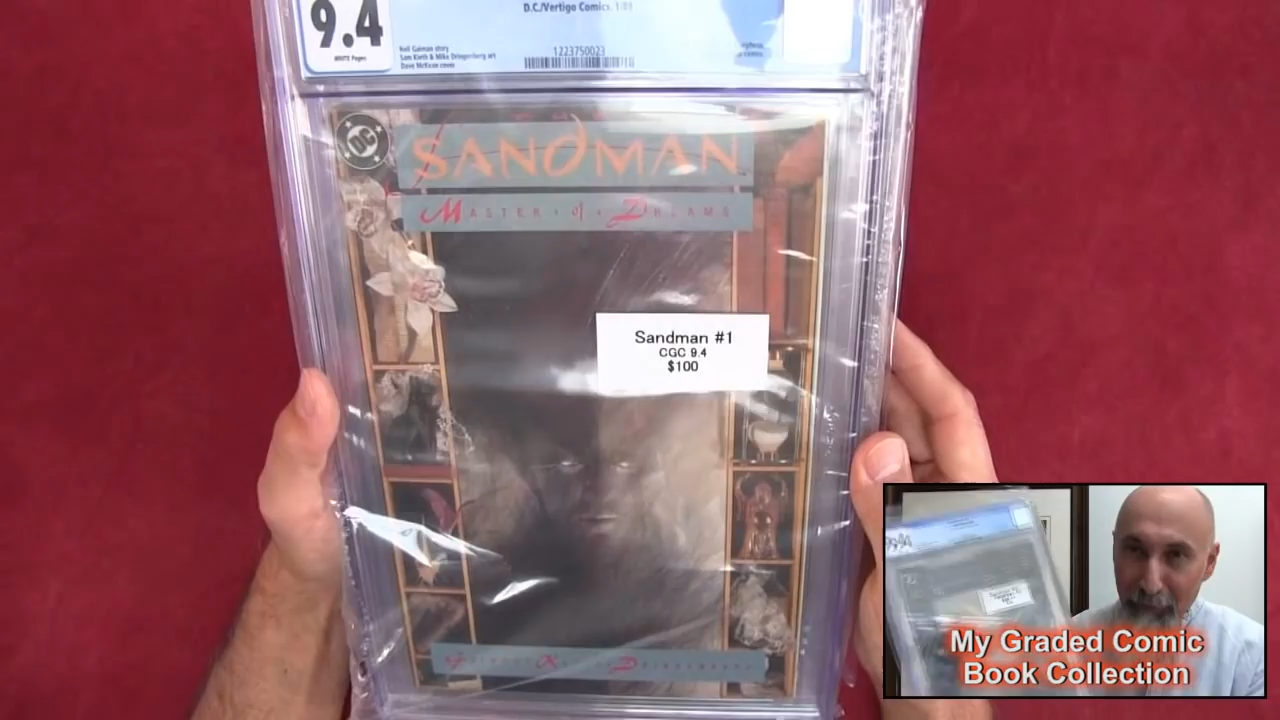 9.4
WHITE Pages
D.C./Vertigo Comics, 1/89
Neil Gaiman story
Sam Kieth & Mike Dringenberg art
Dave McKean cover
1223750023
DC
SANDMAN
MASTER of DREAMS
Sandman #1
CGC 9.4
$100
My Graded Comic
Book Collection